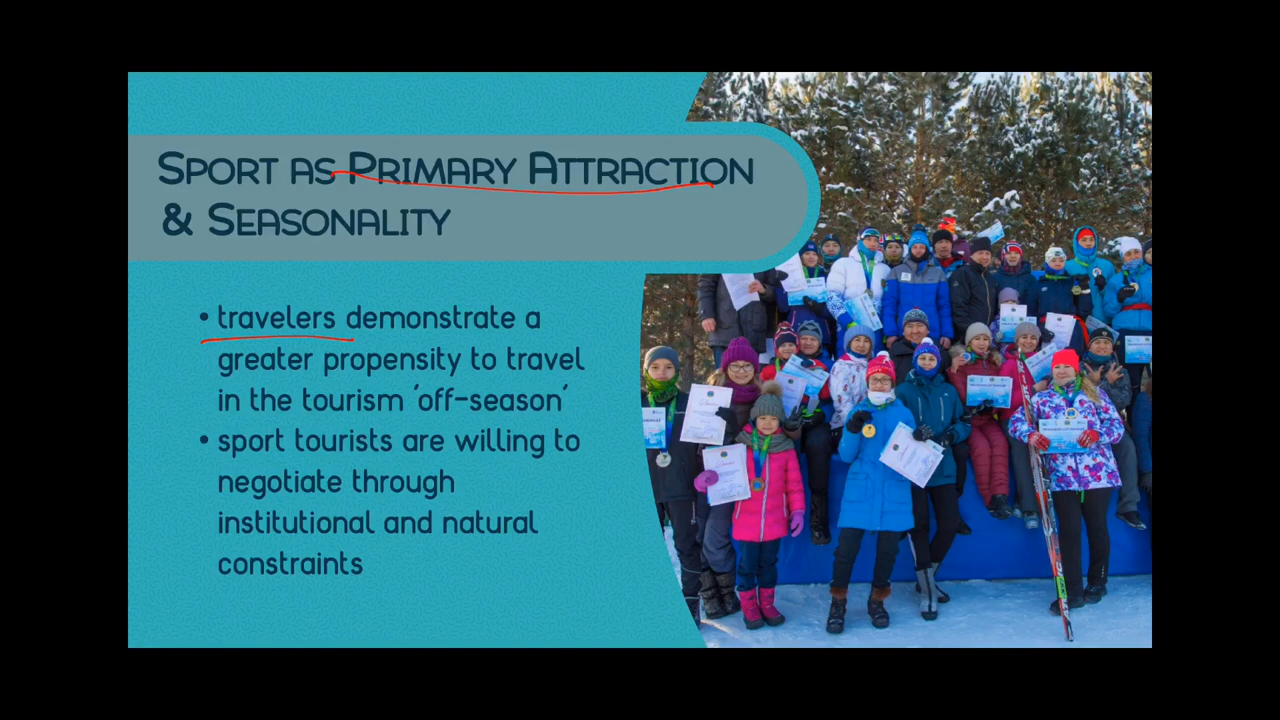 SPORT AS PRIMARY ATTRACTION
& SEASONALITY
• travelers demonstrate a
greater propensity to travel
in the tourism 'off-season'
• sport tourists are willing to
negotiate through
institutional and natural
constraints